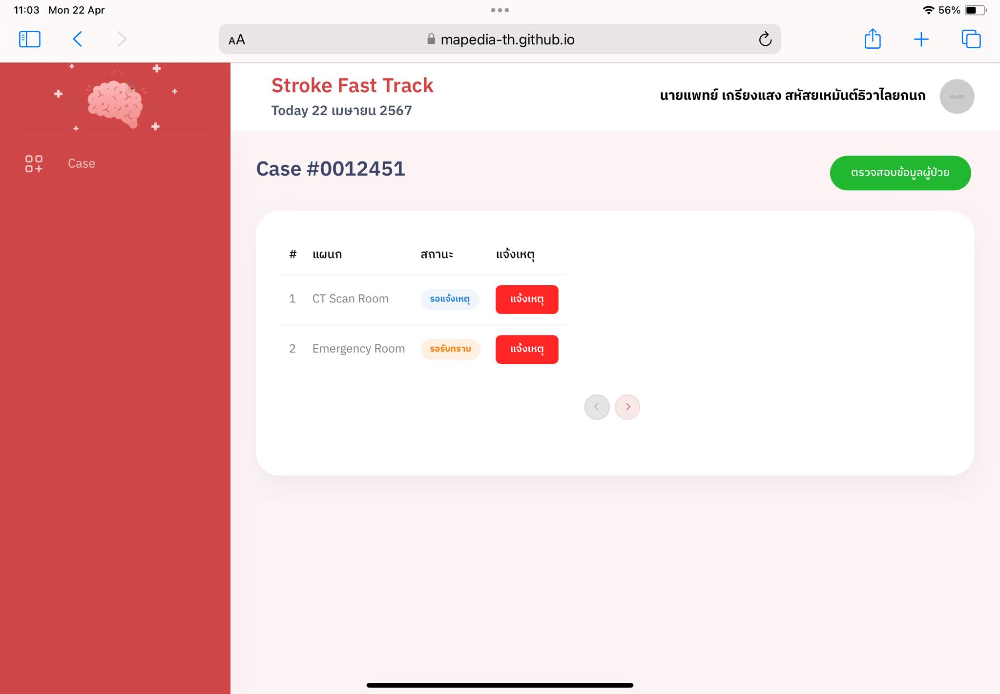 11:03 Mon 22 Apr
56%
AA
mapedia-th.github.io
Stroke Fast Track
Today 22 เมษายน 2567
นายแพทย์ เกรียงแสง สหัสยเหมันต์ธิวาไลยกนก
100x100
Case
Case #0012451
ตรวจสอบข้อมูลผู้ป่วย
# แผนก สถานะ แจ้งเหตุ
1 CT Scan Room รอแจ้งเหตุ แจ้งเหตุ
2 Emergency Room รอรับทราบ แจ้งเหตุ